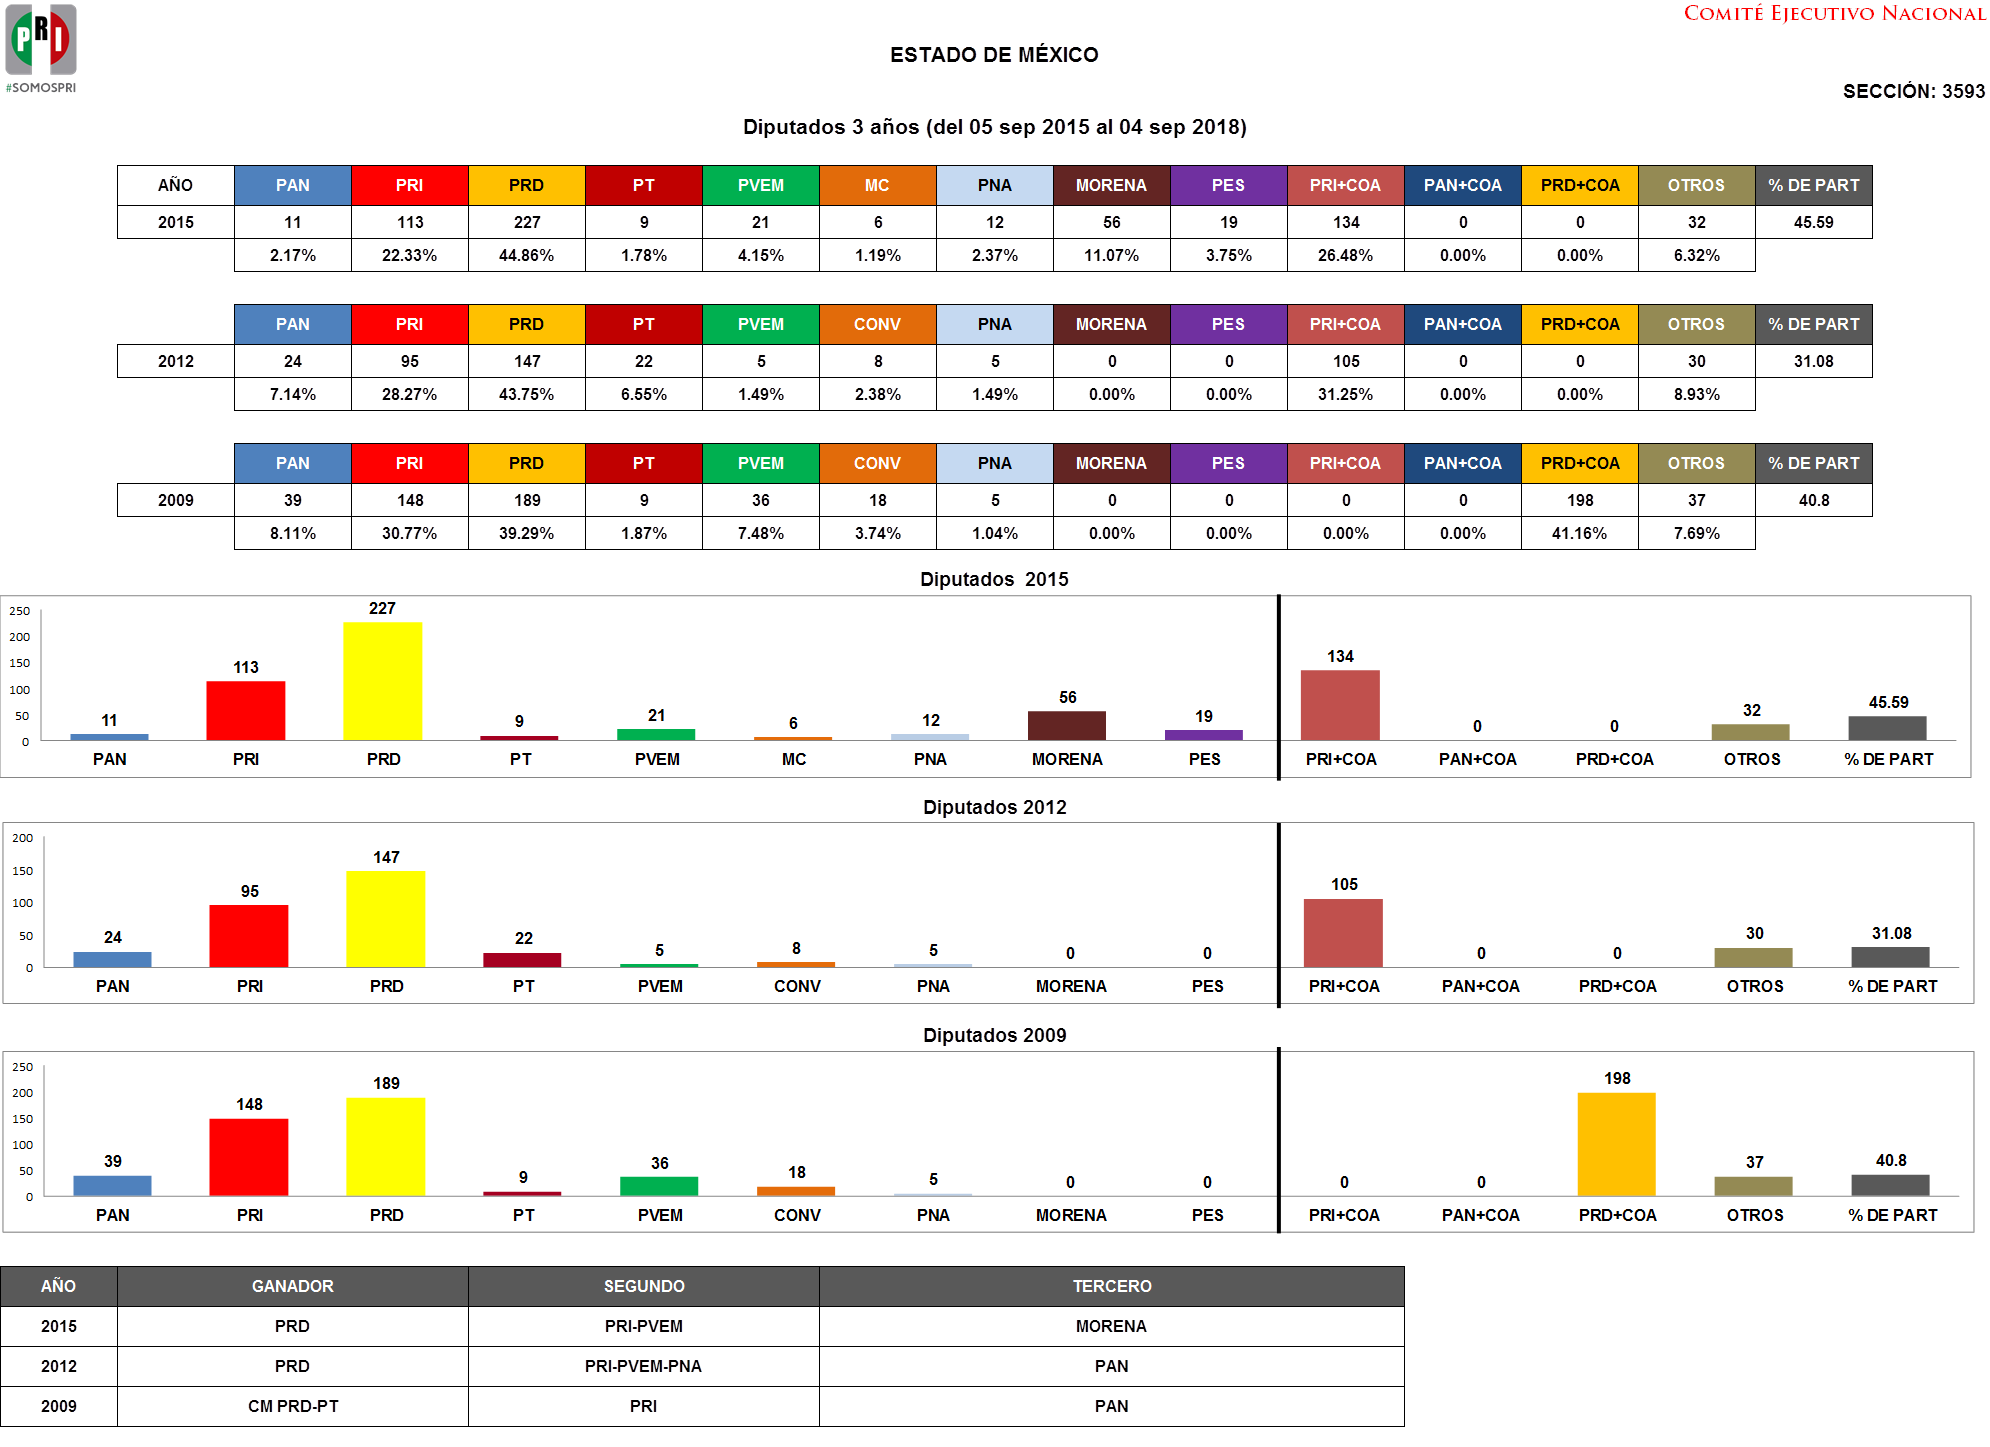 PRI
#SOMOSPRI
COMITÉ EJECUTIVO NACIONAL
ESTADO DE MÉXICO
SECCIÓN: 3593
Diputados 3 años (del 05 sep 2015 al 04 sep 2018)
AÑO PAN PRI PRD PT PVEM MC PNA MORENA PES PRI+COA PAN+COA PRD+COA OTROS % DE PART
2015 11 113 227 9 21 6 12 56 19 134 0 0 32 45.59
2.17% 22.33% 44.86% 1.78% 4.15% 1.19% 2.37% 11.07% 3.75% 26.48% 0.00% 0.00% 6.32%
PAN PRI PRD PT PVEM CONV PNA MORENA PES PRI+COA PAN+COA PRD+COA OTROS % DE PART
2012 24 95 147 22 5 8 5 0 0 105 0 0 30 31.08
7.14% 28.27% 43.75% 6.55% 1.49% 2.38% 1.49% 0.00% 0.00% 31.25% 0.00% 0.00% 8.93%
PAN PRI PRD PT PVEM CONV PNA MORENA PES PRI+COA PAN+COA PRD+COA OTROS % DE PART
2009 39 148 189 9 36 18 5 0 0 0 0 198 37 40.8
8.11% 30.77% 39.29% 1.87% 7.48% 3.74% 1.04% 0.00% 0.00% 0.00% 0.00% 41.16% 7.69%
Diputados 2015
250
200
150
100
50
0
11 113 227 9 21 6 12 56 19 134 0 0 32 45.59
PAN PRI PRD PT PVEM MC PNA MORENA PES PRI+COA PAN+COA PRD+COA OTROS % DE PART
Diputados 2012
200
150
100
50
0
24 95 147 22 5 8 5 0 0 105 0 0 30 31.08
PAN PRI PRD PT PVEM CONV PNA MORENA PES PRI+COA PAN+COA PRD+COA OTROS % DE PART
Diputados 2009
250
200
150
100
50
0
39 148 189 9 36 18 5 0 0 0 0 198 37 40.8
PAN PRI PRD PT PVEM CONV PNA MORENA PES PRI+COA PAN+COA PRD+COA OTROS % DE PART
AÑO GANADOR SEGUNDO TERCERO
2015 PRD PRI-PVEM MORENA
2012 PRD PRI-PVEM-PNA PAN
2009 CM PRD-PT PRI PAN